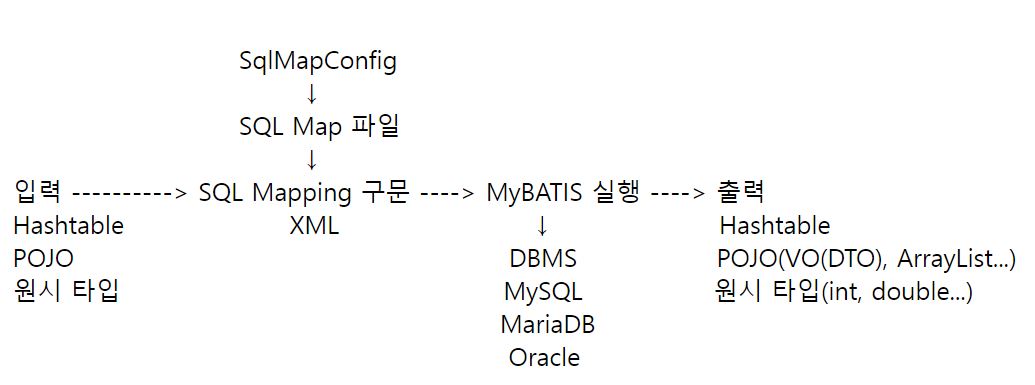 SqlMapConfig
↓
SQL Map 파일
↓
입력 ----------> SQL Mapping 구문 ----> MyBATIS 실행 ----> 출력
Hashtable XML ↓ Hashtable
POJO DBMS POJO(VO(DTO), ArrayList...)
원시 타입 MySQL 원시 타입(int, double...)
MariaDB
Oracle